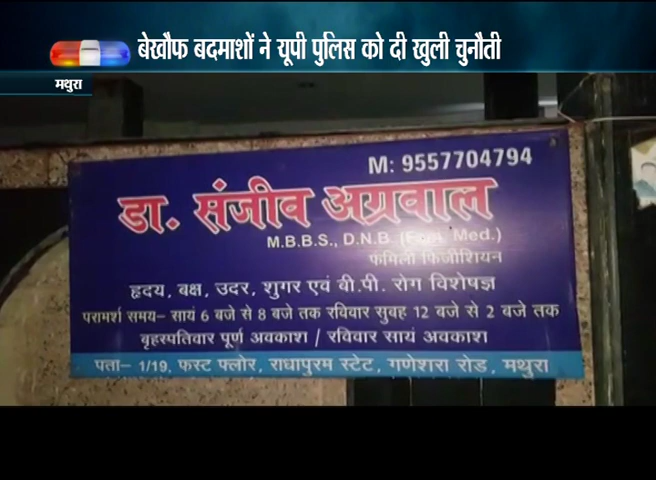 बेखौफ बदमाशों ने यूपी पुलिस को दी खुली चुनौती
मथुरा
M: 9557704794
डा. संजीव अग्रवाल
M.B.B.S., D.N.B (Fam. Med.)
फैमिली फिजीशियन
हृदय, बक्ष, उदर, शुगर एवं बी.पी. रोग विशेषज्ञ
परामर्श समय– सायं 6 बजे से 8 बजे तक रविवार सुबह 12 बजे से 2 बजे तक
बृहस्पतिवार पूर्ण अवकाश / रविवार सायं अवकाश
पता– 1/19, फस्ट फ्लोर, राधापुरम स्टेट, गणेशरा रोड, मथुरा